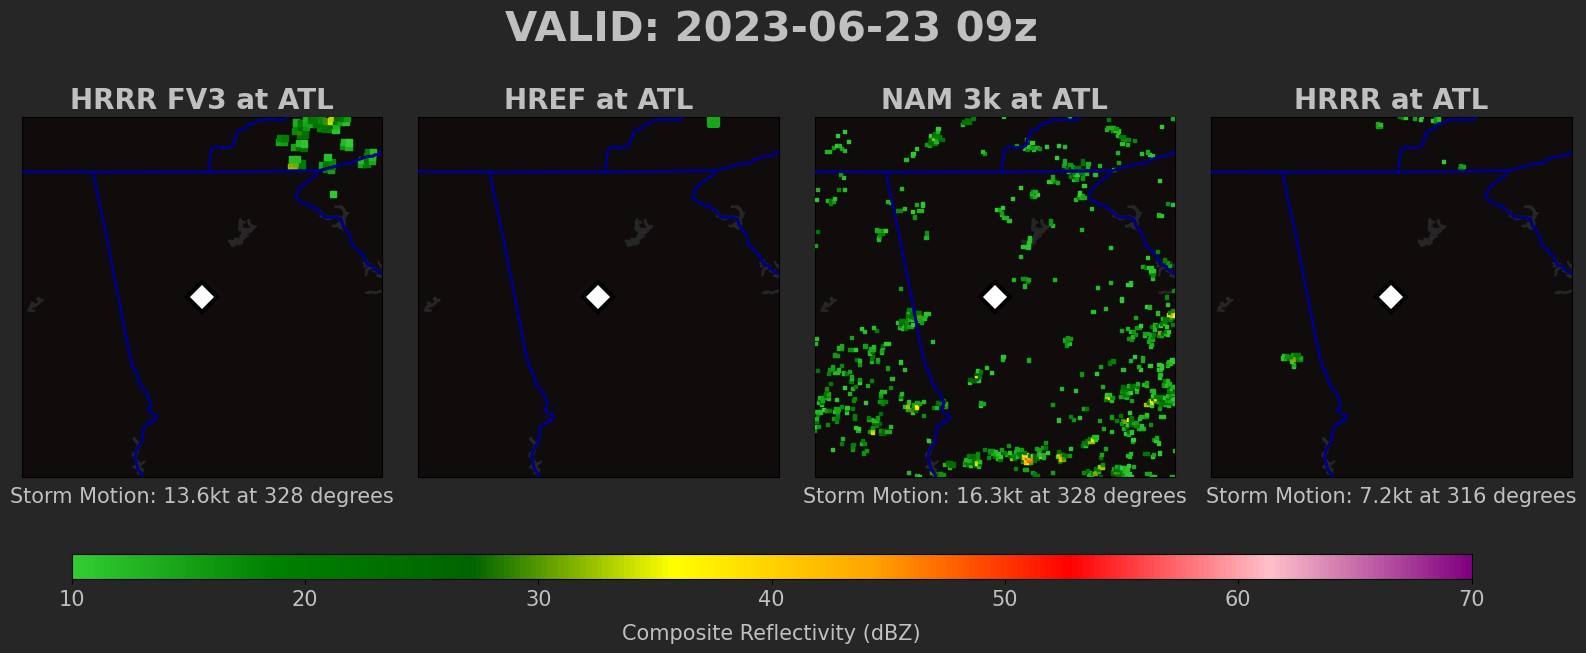 VALID: 2023-06-23 09z
HRRR FV3 at ATL
HREF at ATL
NAM 3k at ATL
HRRR at ATL
Storm Motion: 13.6kt at 328 degrees
Storm Motion: 16.3kt at 328 degrees
Storm Motion: 7.2kt at 316 degrees
10 20 30 40 50 60 70
Composite Reflectivity (dBZ)